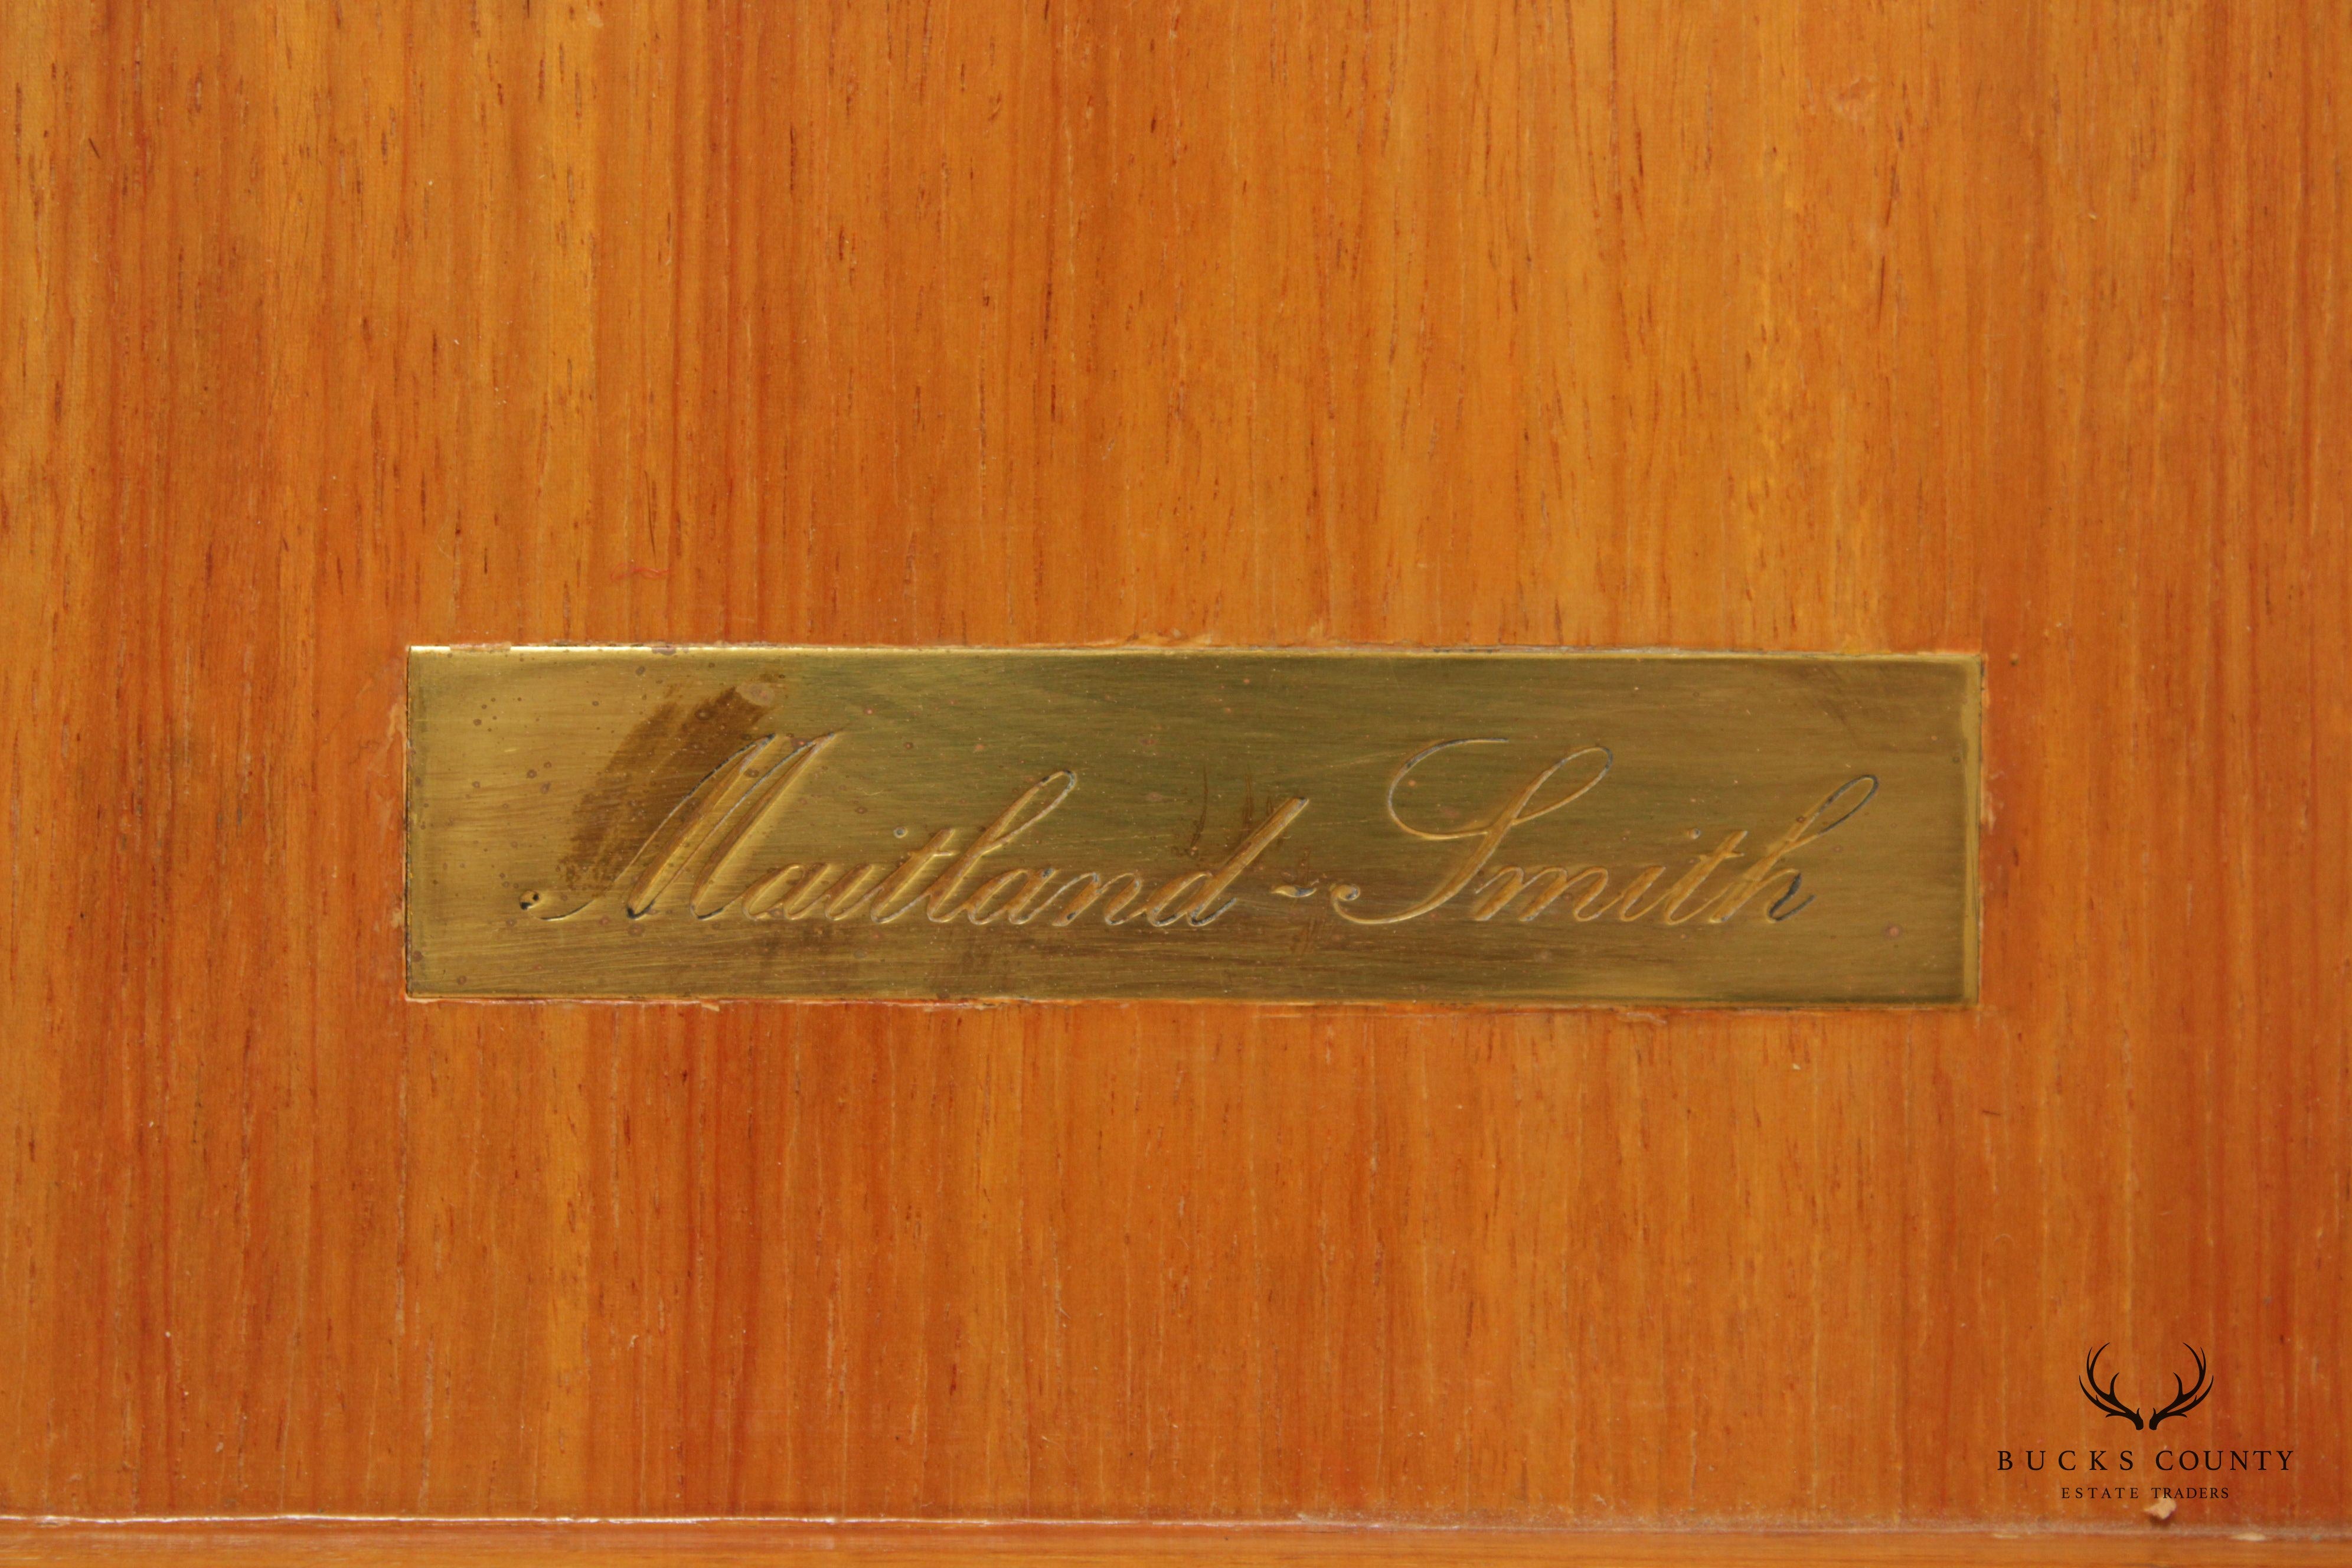 Maitland-Smith
BUCKS COUNTY
ESTATE TRADERS